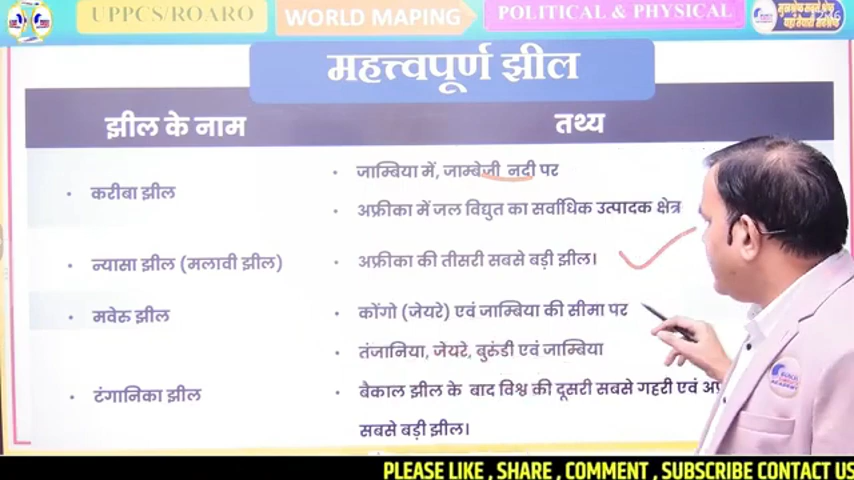 UPPCS/ROARO
WORLD MAPING
POLITICAL & PHYSICAL
महत्त्वपूर्ण झील
झील के नाम
तथ्य
• करीबा झील
• जाम्बिया में, जाम्बेजी नदी पर
• अफ्रीका में जल विद्युत का सर्वाधिक उत्पादक क्षेत्र
• न्यासा झील (मलावी झील)
• अफ्रीका की तीसरी सबसे बड़ी झील।
• मवेरु झील
• कोंगो (जेयरे) एवं जाम्बिया की सीमा पर
• तंजानिया, जेयरे, बुरुंडी एवं जाम्बिया
• टंगानिका झील
• बैकाल झील के बाद विश्व की दूसरी सबसे गहरी एवं
सबसे बड़ी झील।
ACADEMY
PLEASE LIKE , SHARE , COMMENT , SUBSCRIBE CONTACT US